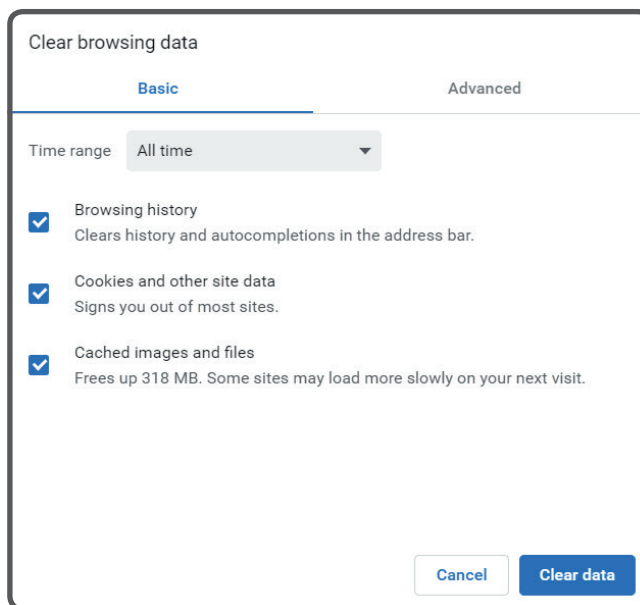 Clear browsing data
Basic Advanced
Time range All time
Browsing history
Clears history and autocompletions in the address bar.
Cookies and other site data
Signs you out of most sites.
Cached images and files
Frees up 318 MB. Some sites may load more slowly on your next visit.
Cancel Clear data